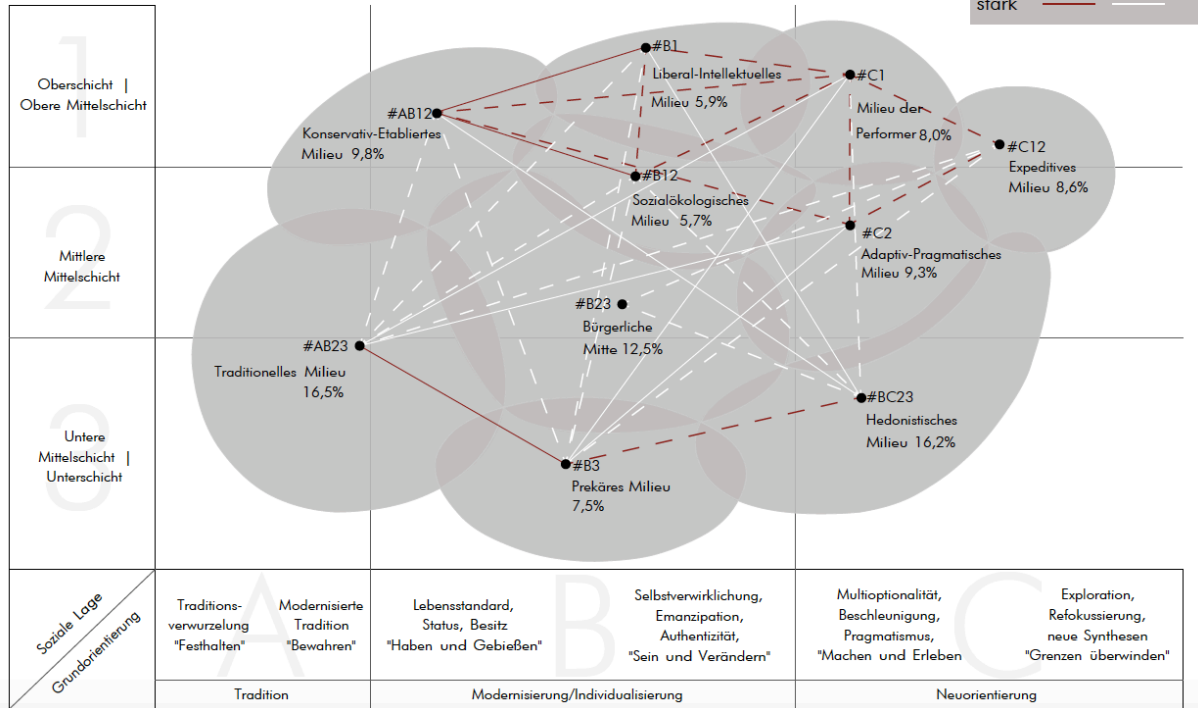 stark
1
Oberschicht |
Obere Mittelschicht
#AB12
Konservativ-Etabliertes
Milieu 9,8%
#B1
Liberal-Intellektuelles
Milieu 5,9%
#C1
Milieu der
Performer 8,0%
#C12
Expeditives
Milieu 8,6%
2
Mittlere
Mittelschicht
#B12
Sozialökologisches
Milieu 5,7%
#C2
Adaptiv-Pragmatisches
Milieu 9,3%
#B23
Bürgerliche
Mitte 12,5%
3
Untere
Mittelschicht |
Unterschicht
#AB23
Traditionelles Milieu
16,5%
#BC23
Hedonistisches
Milieu 16,2%
#B3
Prekäres Milieu
7,5%
Soziale Lage
Grundorientierung
A
Traditions-
verwurzelung
"Festhalten"
Modernisierte
Tradition
"Bewahren"
B
Lebensstandard,
Status, Besitz
"Haben und Gebießen"
Selbstverwirklichung,
Emanzipation,
Authentizität,
"Sein und Verändern"
C
Multioptionalität,
Beschleunigung,
Pragmatismus,
"Machen und Erleben
Exploration,
Refokussierung,
neue Synthesen
"Grenzen überwinden"
Tradition
Modernisierung/Individualisierung
Neuorientierung